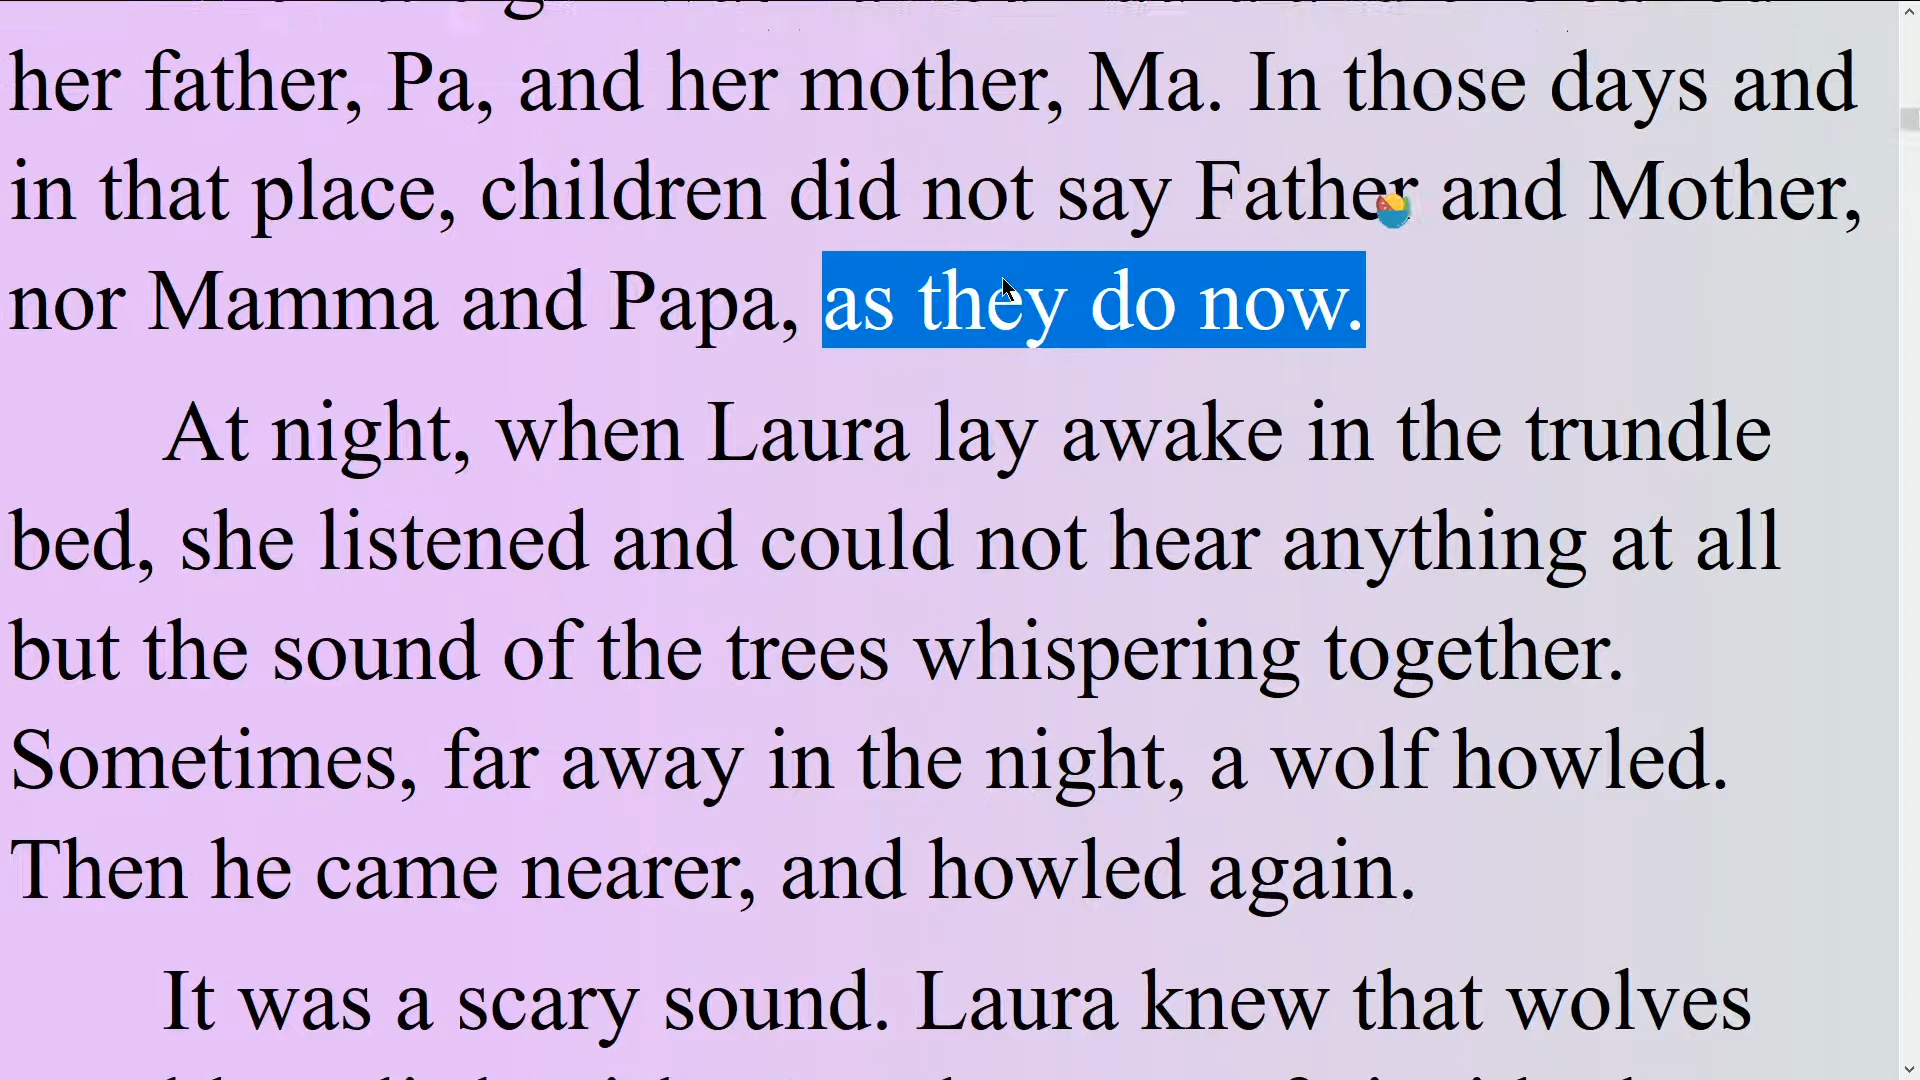 her father, Pa, and her mother, Ma. In those days and
in that place, children did not say Father and Mother,
nor Mamma and Papa, as they do now.
At night, when Laura lay awake in the trundle
bed, she listened and could not hear anything at all
but the sound of the trees whispering together.
Sometimes, far away in the night, a wolf howled.
Then he came nearer, and howled again.
It was a scary sound. Laura knew that wolves